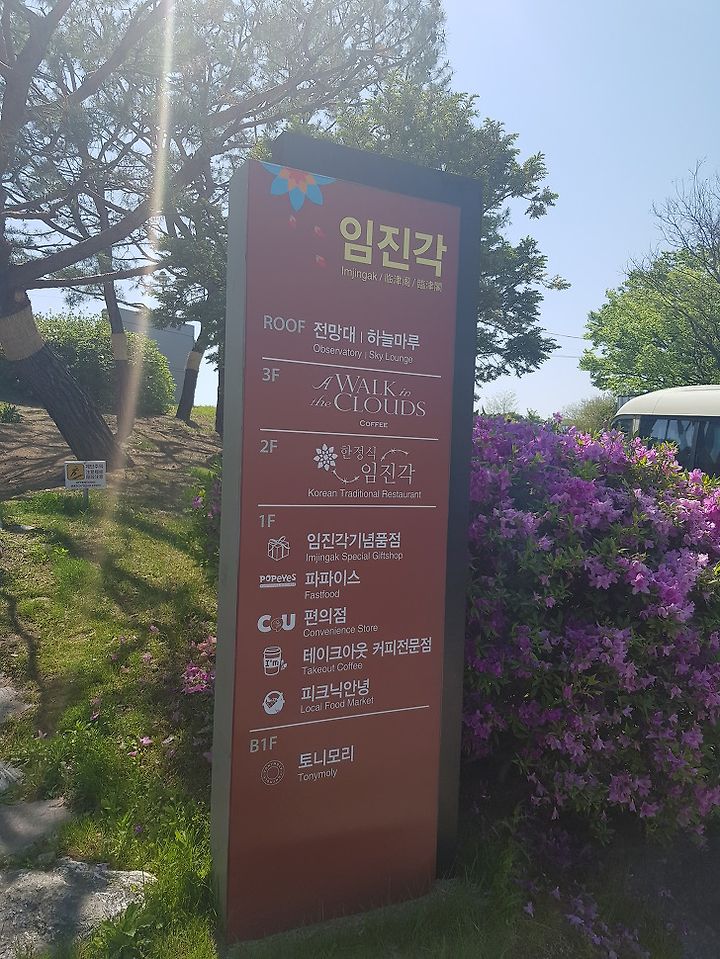 임진각
Imjingak / 临津阁 / 臨津閣
ROOF 전망대 | 하늘마루
Observatory | Sky Lounge
3F A WALK in
the CLOUDS
COFFEE
2F 한정식
임진각
Korean Traditional Restaurant
1F
임진각기념품점
Imjingak Special Giftshop
POPEYES 파파이스
Fastfood
CU 편의점
Convenience Store
I'm 테이크아웃 커피전문점
Takeout Coffee
피크닉안녕
Local Food Market
B1F 토니모리
Tonymoly